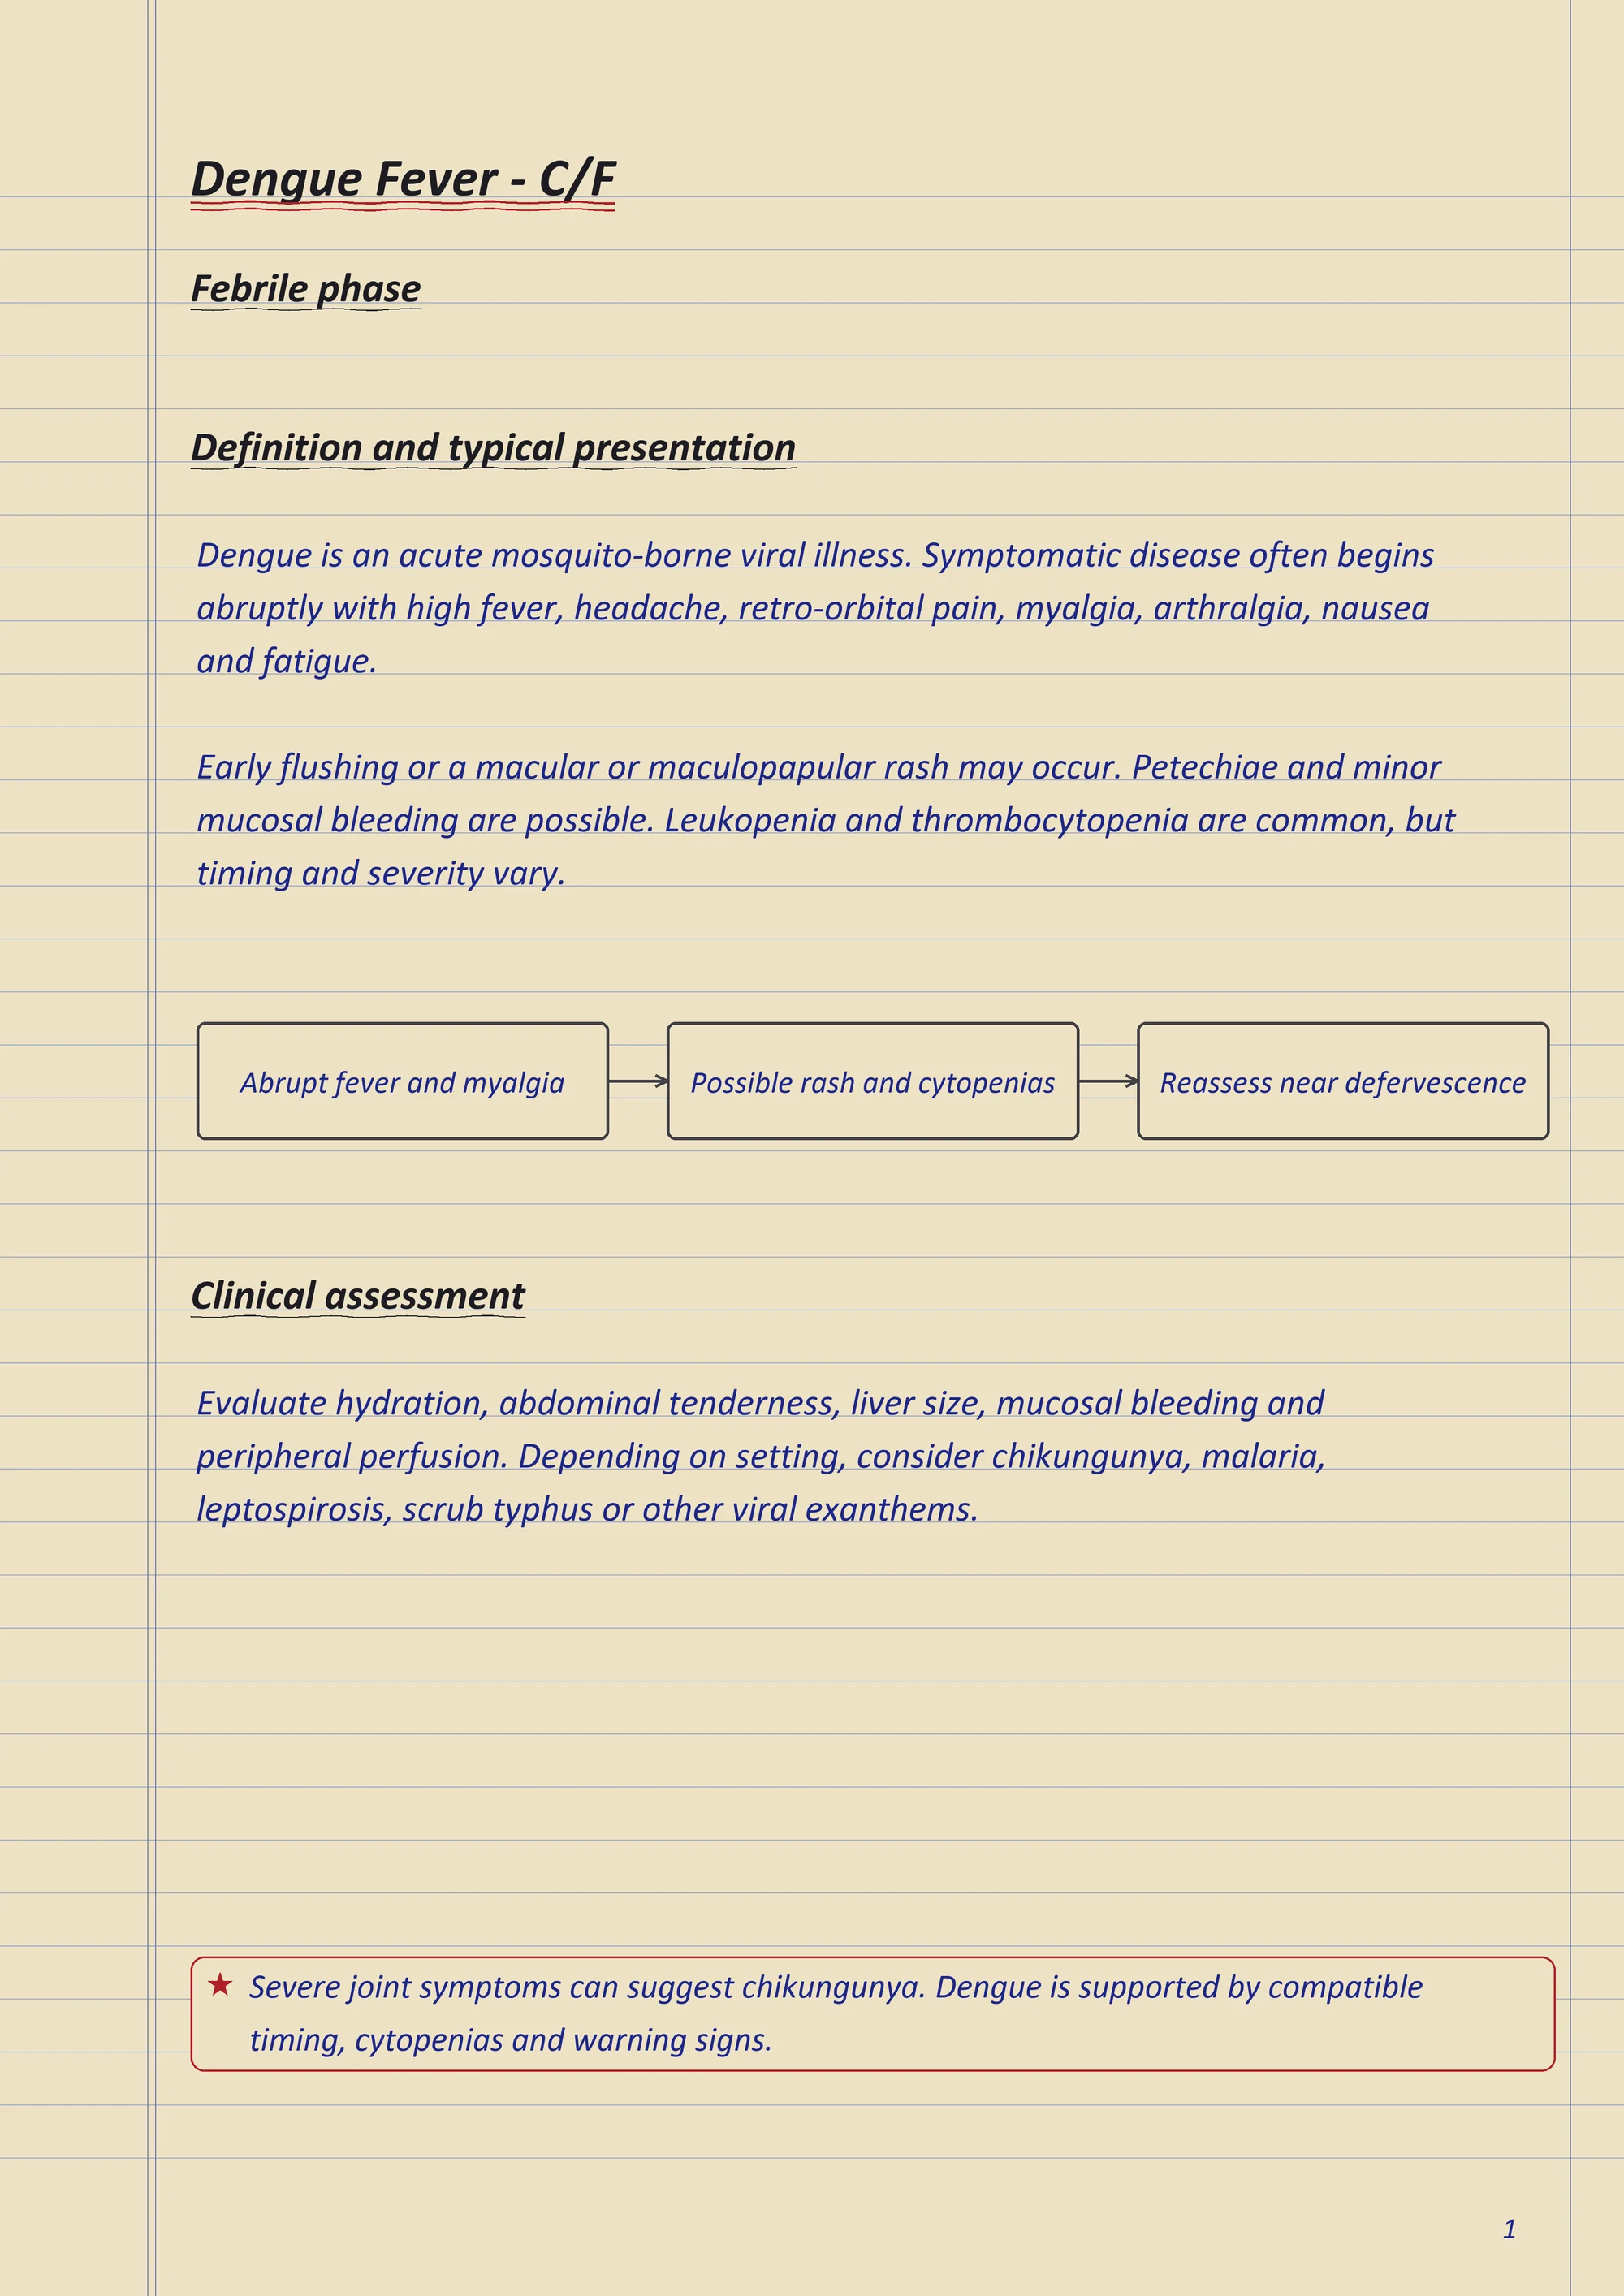 Dengue Fever - C/F
Febrile phase
Definition and typical presentation
Dengue is an acute mosquito-borne viral illness. Symptomatic disease often begins
abruptly with high fever, headache, retro-orbital pain, myalgia, arthralgia, nausea
and fatigue.
Early flushing or a macular or maculopapular rash may occur. Petechiae and minor
mucosal bleeding are possible. Leukopenia and thrombocytopenia are common, but
timing and severity vary.
Abrupt fever and myalgia
Possible rash and cytopenias
Reassess near defervescence
Clinical assessment
Evaluate hydration, abdominal tenderness, liver size, mucosal bleeding and
peripheral perfusion. Depending on setting, consider chikungunya, malaria,
leptospirosis, scrub typhus or other viral exanthems.
★ Severe joint symptoms can suggest chikungunya. Dengue is supported by compatible
timing, cytopenias and warning signs.
1